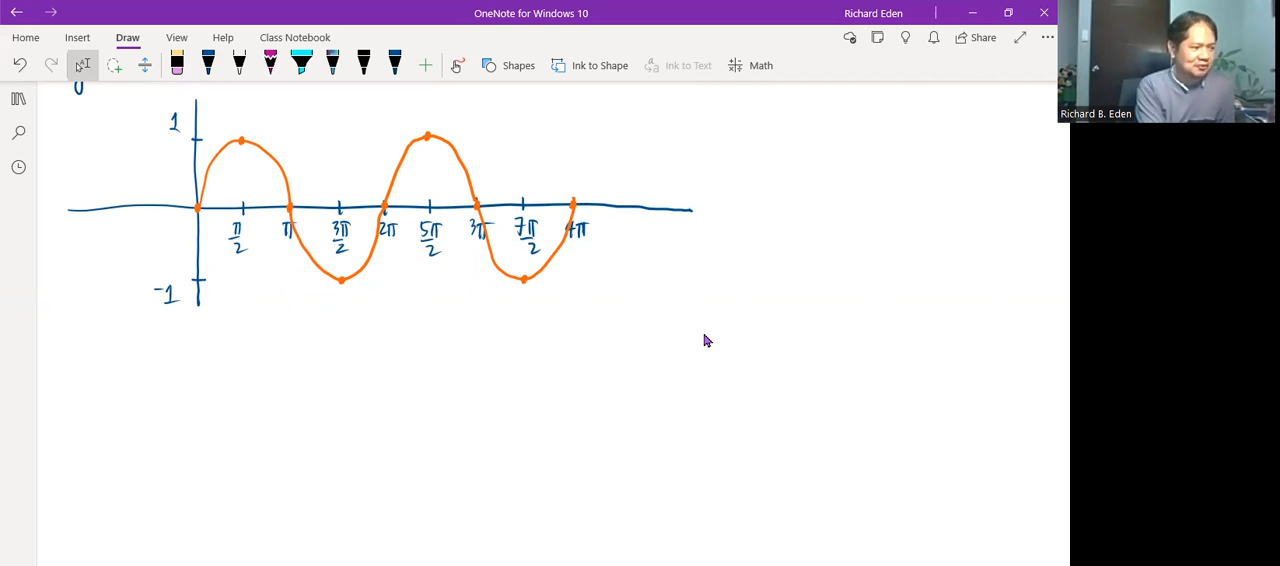 OneNote for Windows 10
Richard Eden
Home Insert Draw View Help Class Notebook
Share
Shapes Ink to Shape Ink to Text Math
Richard B. Eden
0
1
π/2 π 3π/2 2π 5π/2 3π 7π/2 4π
-1